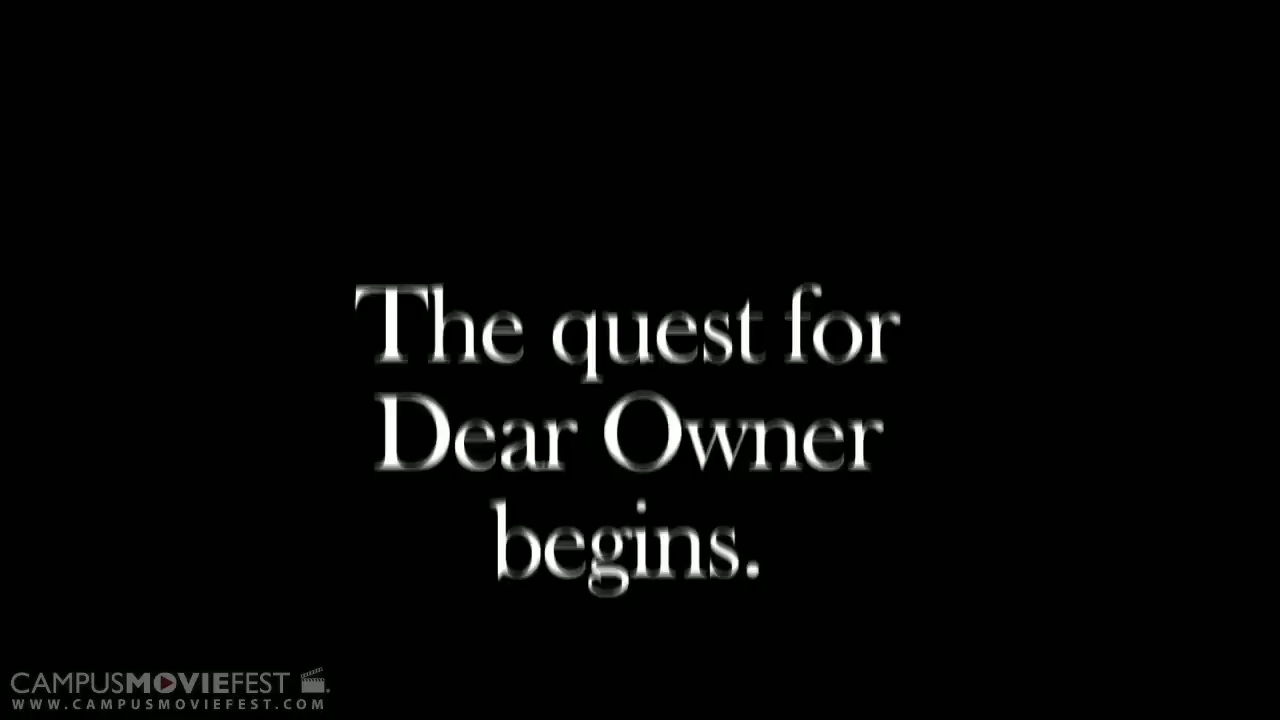 The quest for
Dear Owner
begins.
CAMPUSMOVIEFEST
WWW.CAMPUSMOVIEFEST.COM